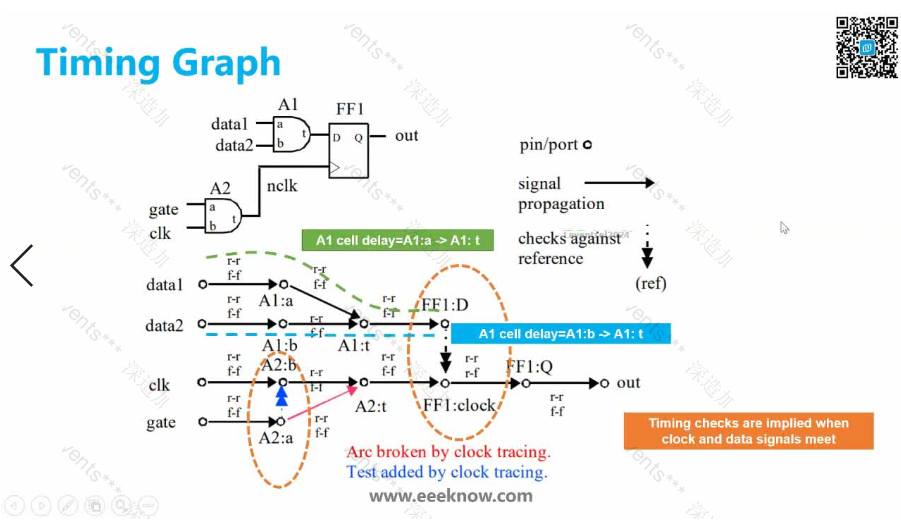 Timing Graph
A1
FF1
data1
a
t
D
Q
out
data2
b
nclk
A2
gate
a
t
clk
b
pin/port
signal
propagation
checks against
reference
(ref)
A1 cell delay=A1:a -> A1: t
r-r
f-f
r-r
f-f
data1
A1:a
r-r
f-f
r-r
f-f
FF1:D
data2
r-r
f-f
A1 cell delay=A1:b -> A1: t
A1:b
A1:t
A2:b
r-r
f-f
r-r
f-f
r-r
f-f
r-r
r-f
FF1:Q
clk
out
A2:t
FF1:clock
r-r
f-f
r-r
f-f
r-r
f-f
gate
A2:a
Timing checks are implied when
clock and data signals meet
Arc broken by clock tracing.
Test added by clock tracing.
www.eeeknow.com